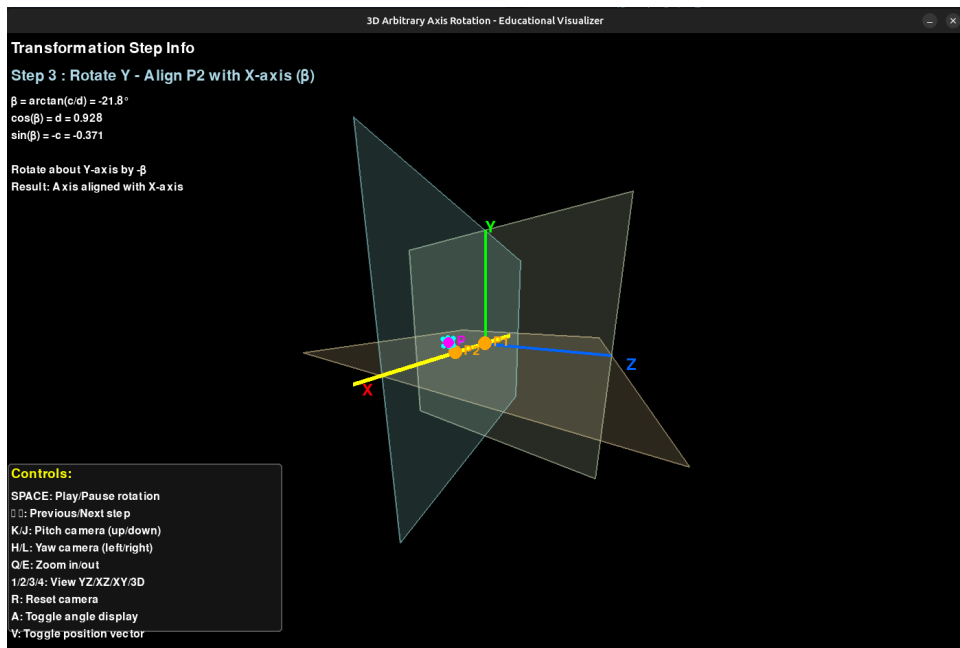 3D Arbitrary Axis Rotation - Educational Visualizer
Transformation Step Info
Step 3 : Rotate Y - Align P2 with X-axis (β)
β = arctan(c/d) = -21.8°
cos(β) = d = 0.928
sin(β) = -c = -0.371
Rotate about Y-axis by -β
Result: Axis aligned with X-axis
Y
P
P1
P2
Z
X
Controls:
SPACE: Play/Pause rotation
▯▯: Previous/Next step
K/J: Pitch camera (up/down)
H/L: Yaw camera (left/right)
Q/E: Zoom in/out
1/2/3/4: View YZ/XZ/XY/3D
R: Reset camera
A: Toggle angle display
V: Toggle position vector